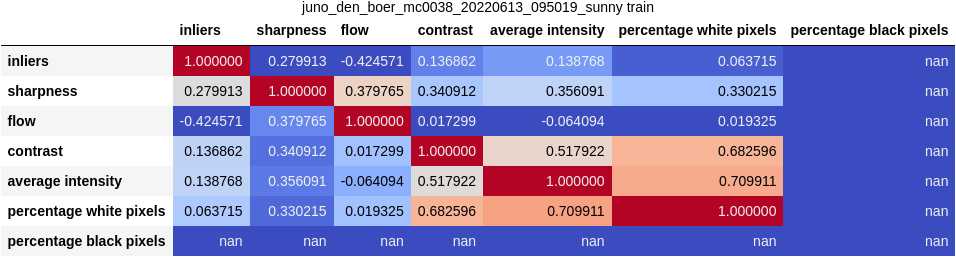 juno_den_boer_mc0038_20220613_095019_sunny train
inliers sharpness flow contrast average intensity percentage white pixels percentage black pixels
inliers 1.000000 0.279913 -0.424571 0.136862 0.138768 0.063715 nan
sharpness 0.279913 1.000000 0.379765 0.340912 0.356091 0.330215 nan
flow -0.424571 0.379765 1.000000 0.017299 -0.064094 0.019325 nan
contrast 0.136862 0.340912 0.017299 1.000000 0.517922 0.682596 nan
average intensity 0.138768 0.356091 -0.064094 0.517922 1.000000 0.709911 nan
percentage white pixels 0.063715 0.330215 0.019325 0.682596 0.709911 1.000000 nan
percentage black pixels nan nan nan nan nan nan nan